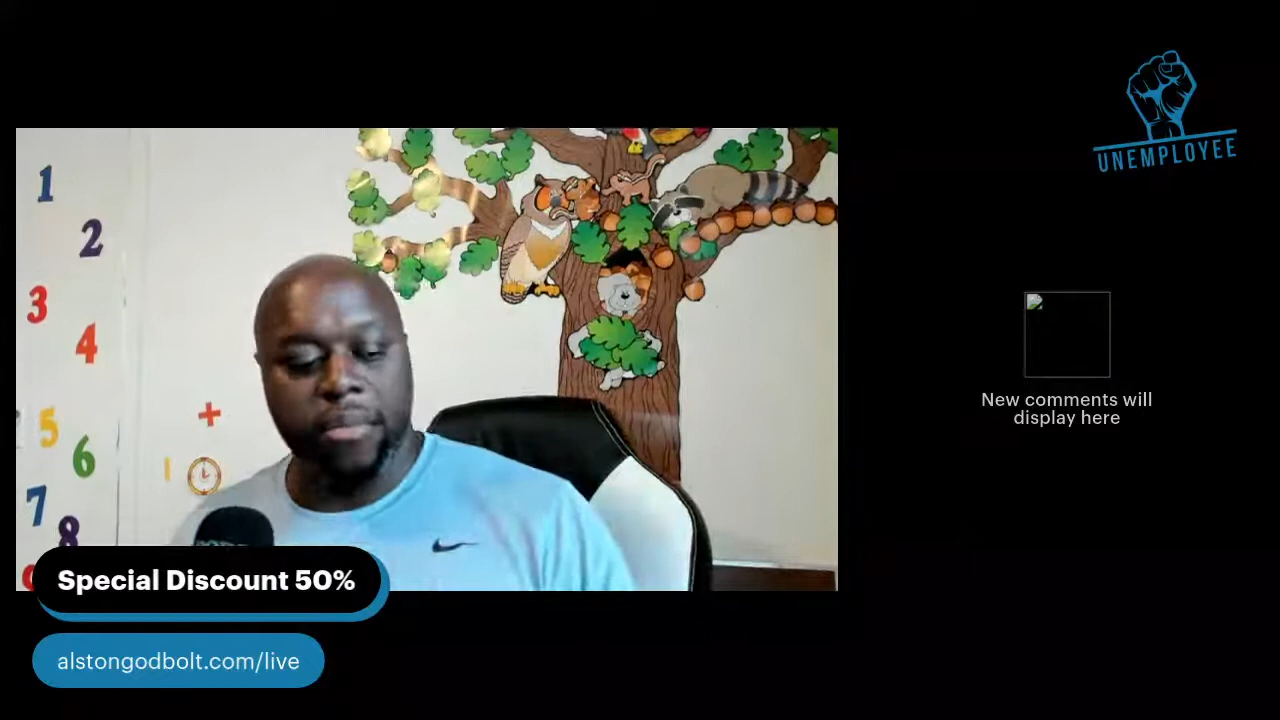 UNEMPLOYEE
1
2
3
4
5
6
7
8
+
New comments will
display here
Special Discount 50%
alstongodbolt.com/live